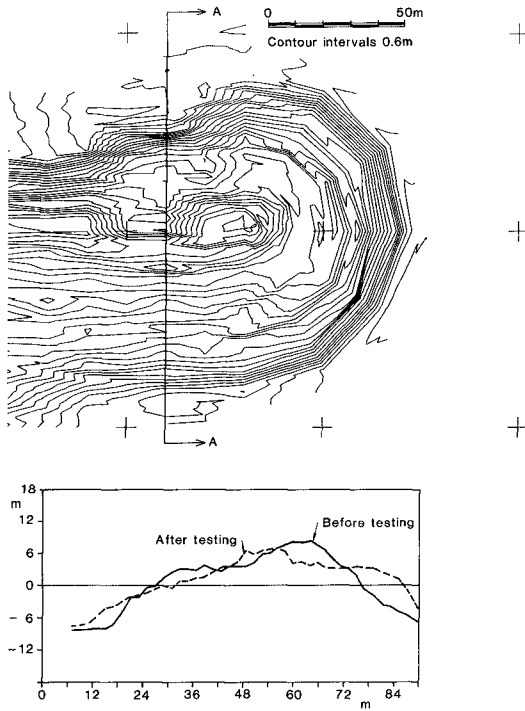 A
0 50m
Contour intervals 0.6m
A
18
m
12
6
0
- 6
- 12
After testing
Before testing
0 12 24 36 48 60 72 84
m